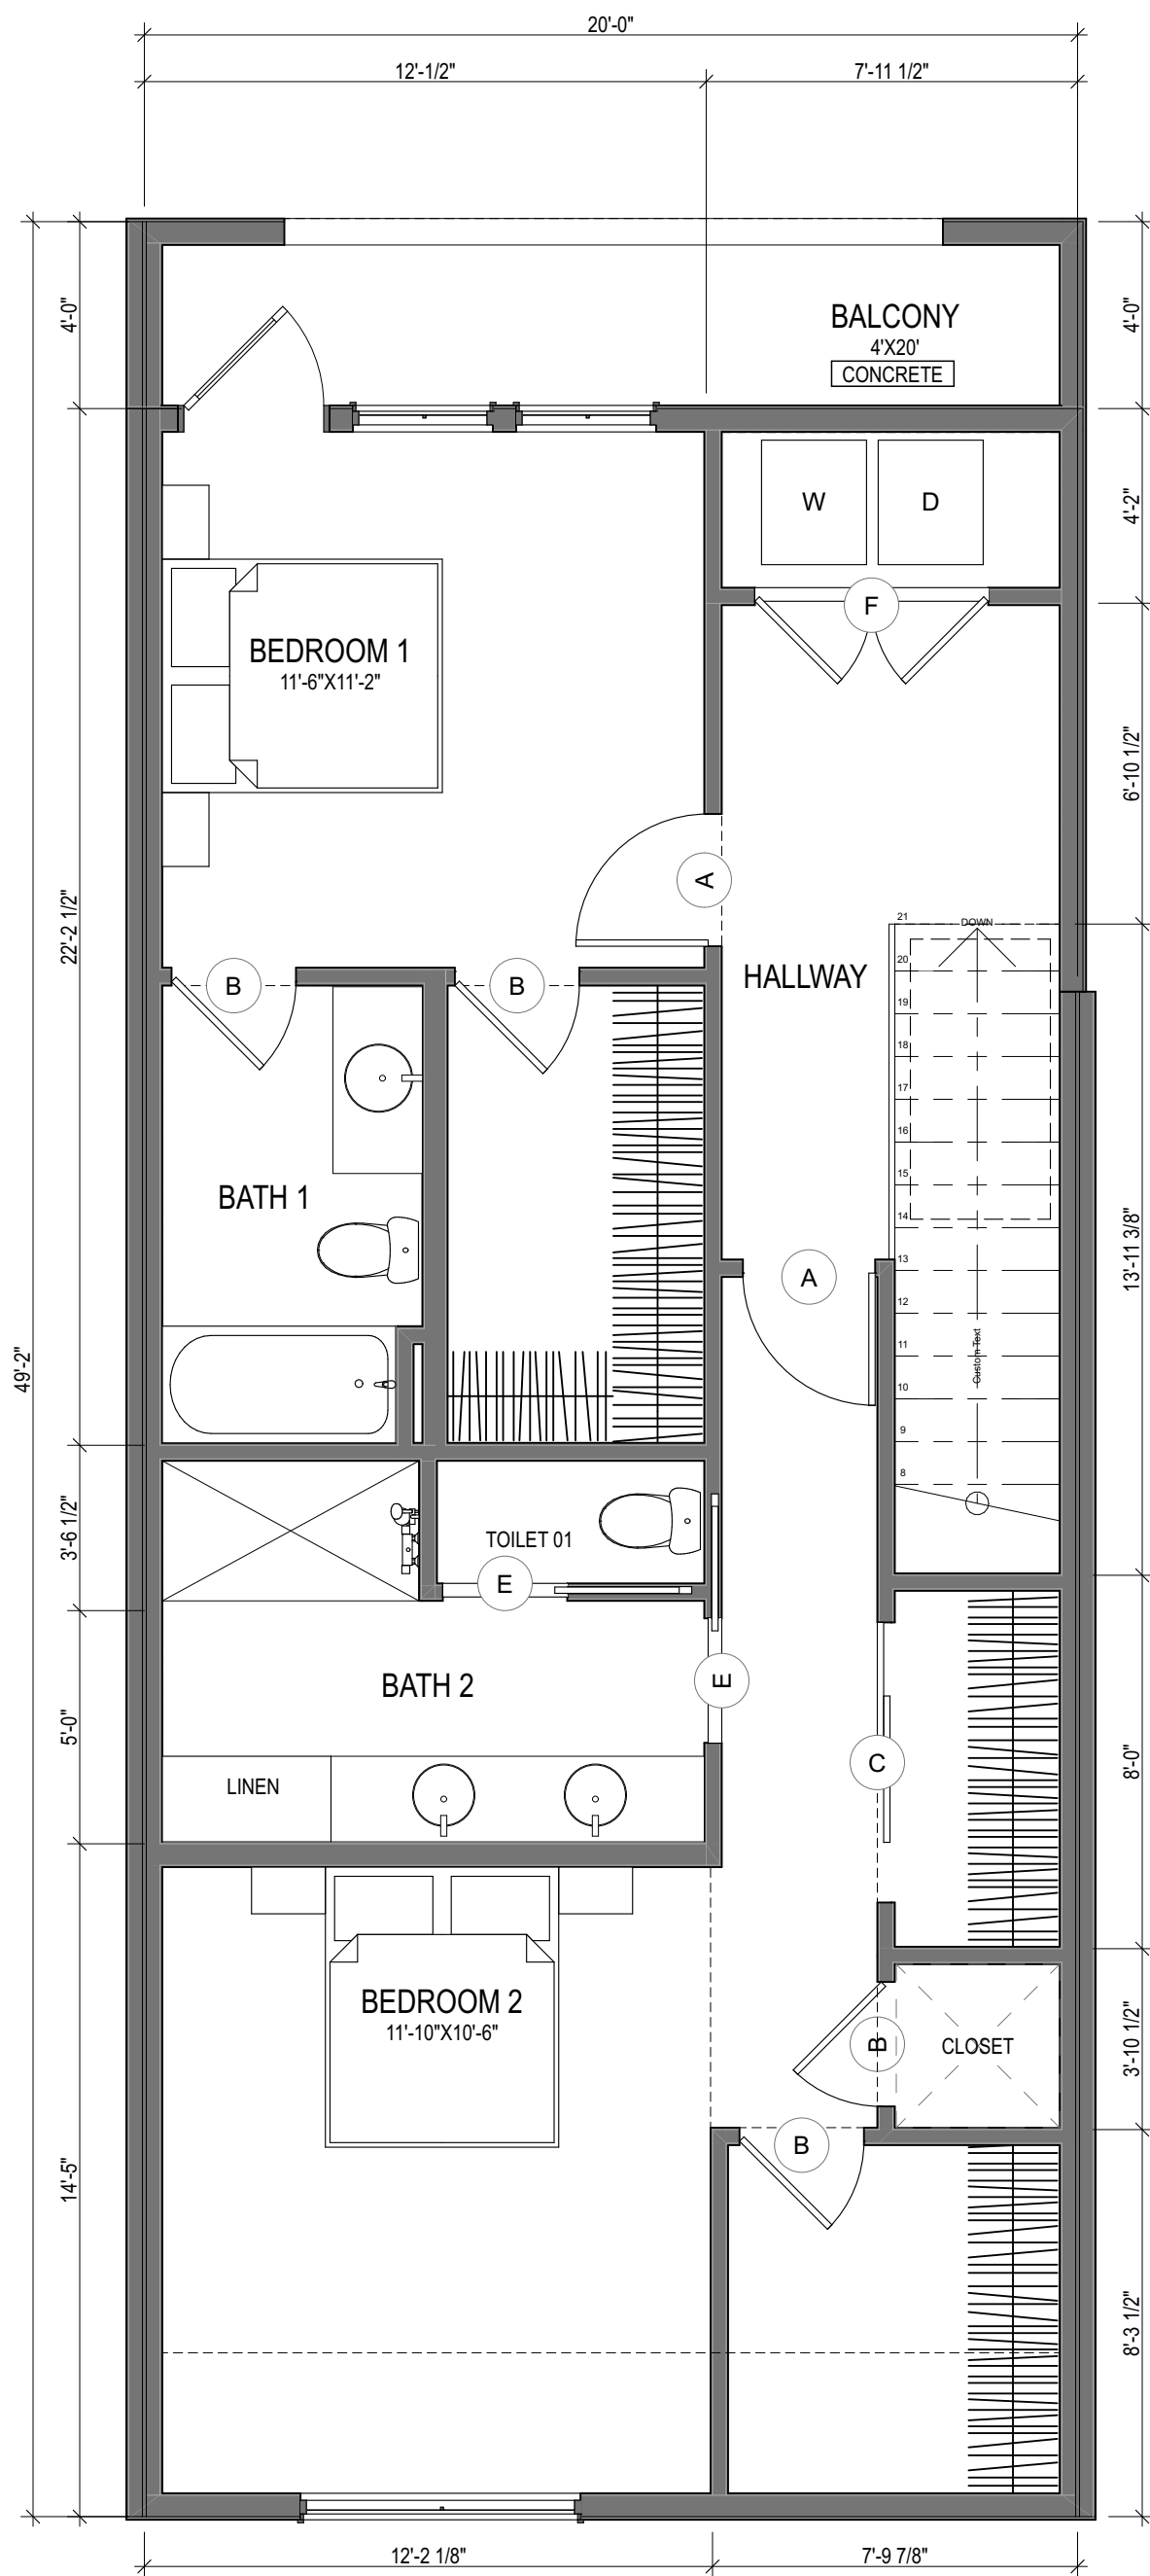 20'-0"
12'-1/2"
7'-11 1/2"
4'-0"
BALCONY
4'X20'
CONCRETE
4'-0"
W
D
4'-2"
F
BEDROOM 1
11'-6"X11'-2"
6'-10 1/2"
A
22'-2 1/2"
21
DOWN
20
HALLWAY
B
B
19
18
17
16
15
BATH 1
14
13'-11 3/8"
13
A
12
11
Custom Text
49'-2"
10
9
8
3'-6 1/2"
TOILET 01
E
BATH 2
E
5'-0"
C
8'-0"
LINEN
BEDROOM 2
11'-10"X10'-6"
B
CLOSET
3'-10 1/2"
B
14'-5"
8'-3 1/2"
12'-2 1/8"
7'-9 7/8"